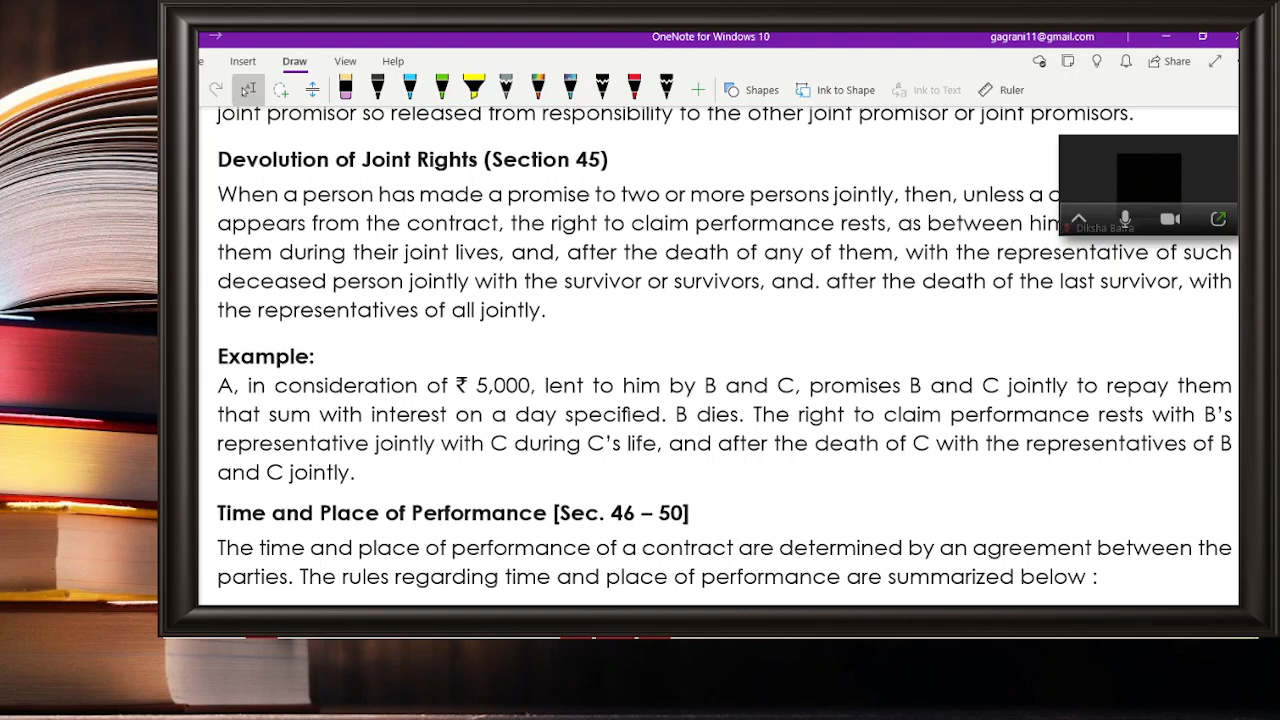 OneNote for Windows 10
gagrani11@gmail.com
Insert
Draw
View
Help
Share
Shapes
Ink to Shape
Ink to Text
Ruler
joint promisor so released from responsibility to the other joint promisor or joint promisors.
Devolution of Joint Rights (Section 45)
When a person has made a promise to two or more persons jointly, then, unless a
appears from the contract, the right to claim performance rests, as between him
Diksha Batra
them during their joint lives, and, after the death of any of them, with the representative of such
deceased person jointly with the survivor or survivors, and. after the death of the last survivor, with
the representatives of all jointly.
Example:
A, in consideration of ₹ 5,000, lent to him by B and C, promises B and C jointly to repay them
that sum with interest on a day specified. B dies. The right to claim performance rests with B’s
representative jointly with C during C’s life, and after the death of C with the representatives of B
and C jointly.
Time and Place of Performance [Sec. 46 – 50]
The time and place of performance of a contract are determined by an agreement between the
parties. The rules regarding time and place of performance are summarized below :